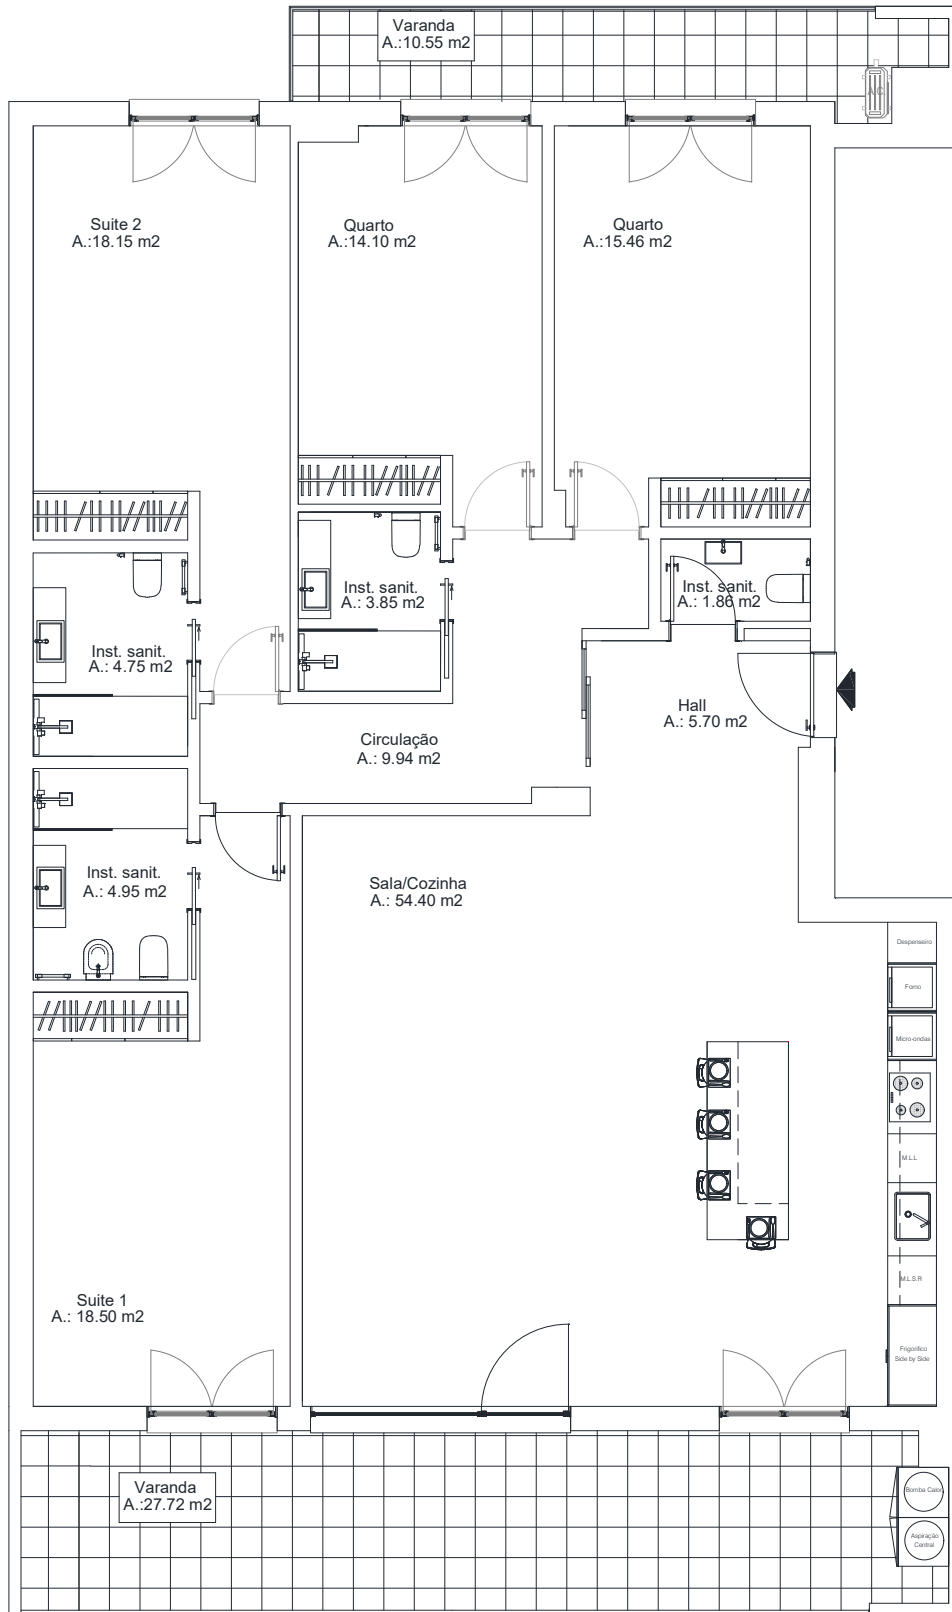 Varanda
A.:10.55 m2
A.C.
Suite 2
A.:18.15 m2
Quarto
A.:14.10 m2
Quarto
A.:15.46 m2
Inst. sanit.
A.: 3.85 m2
Inst. sanit.
A.: 1.86 m2
Inst. sanit.
A.: 4.75 m2
Hall
A.: 5.70 m2
Circulação
A.: 9.94 m2
Inst. sanit.
A.: 4.95 m2
Sala/Cozinha
A.: 54.40 m2
Despenseiro
Forno
Micro-ondas
M.L.L
M.L.S.R
Suite 1
A.: 18.50 m2
Frigorifico
Side by Side
Varanda
A.:27.72 m2
Bomba Calor
Aspiração
Central